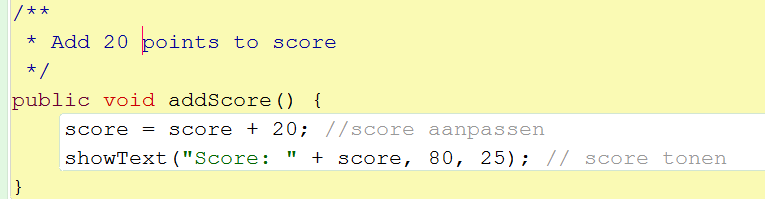 /**
 * Add 20 points to score
 */
public void addScore() {
    score = score + 20; //score aanpassen
    showText("Score: " + score, 80, 25); // score tonen
}